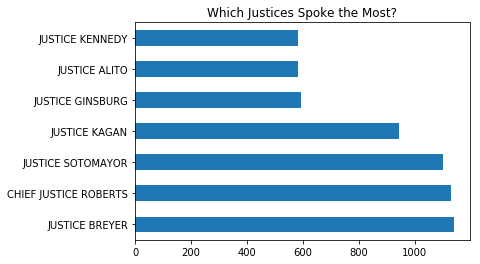 Which Justices Spoke the Most?
JUSTICE KENNEDY
JUSTICE ALITO
JUSTICE GINSBURG
JUSTICE KAGAN
JUSTICE SOTOMAYOR
CHIEF JUSTICE ROBERTS
JUSTICE BREYER
0 200 400 600 800 1000